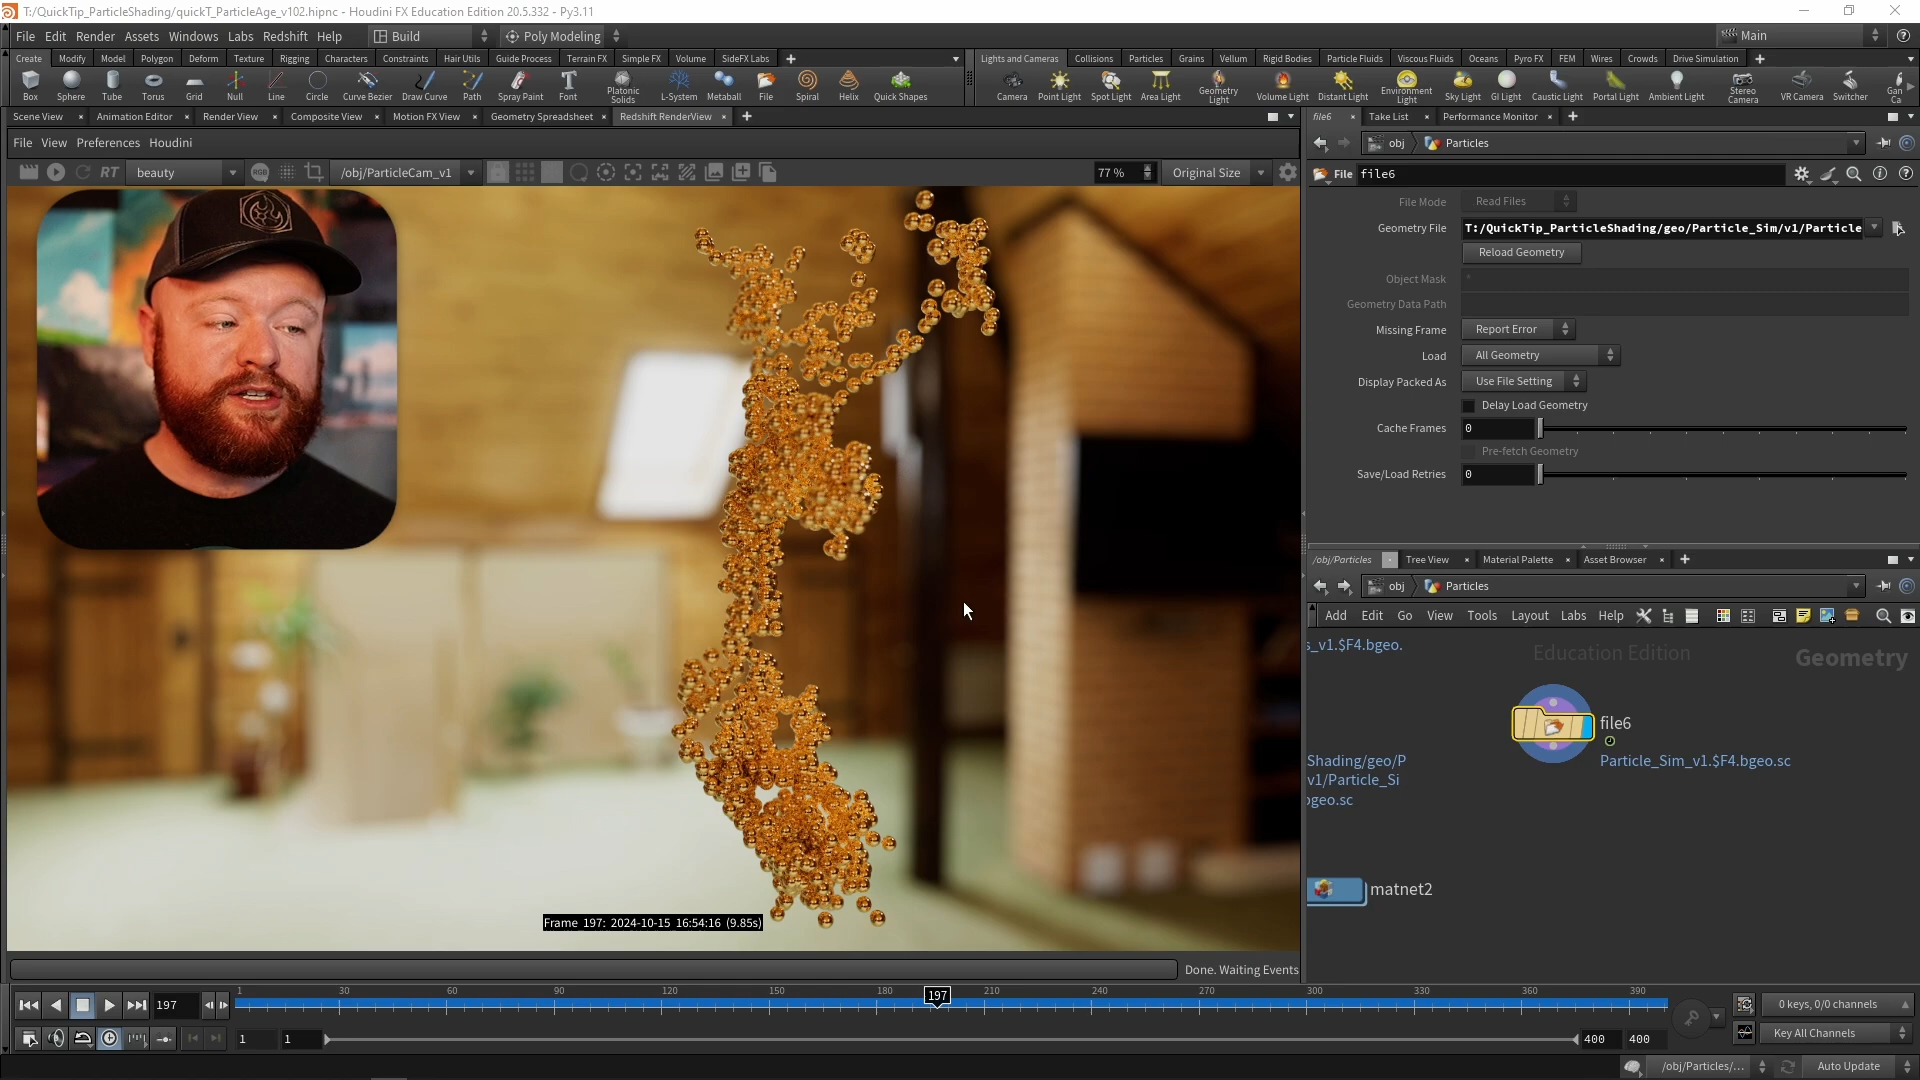 T:/QuickTip_ParticleShading/quickT_ParticleAge_v102.hipnc - Houdini FX Education Edition 20.5.332 - Py3.11
File Edit Render Assets Windows Labs Redshift Help Build Poly Modeling Main
Create Modify Model Polygon Deform Texture Rigging Characters Constraints Hair Utils Guide Process Terrain FX Simple FX Volume SideFX Labs
Lights and Cameras Collisions Particles Grains Vellum Rigid Bodies Particle Fluids Viscous Fluids Oceans Pyro FX FEM Wires Crowds Drive Simulation
Box Sphere Tube Torus Grid Null Line Circle Curve Bezier Draw Curve Path Spray Paint Font Platonic Solids L-System Metaball File Spiral Helix Quick Shapes
Camera Point Light Spot Light Area Light Geometry Light Volume Light Distant Light Environment Light Sky Light GI Light Caustic Light Portal Light Ambient Light Stereo Camera VR Camera Switcher Gan Ca
Scene View Animation Editor Render View Composite View Motion FX View Geometry Spreadsheet Redshift RenderView
File View Preferences Houdini
RT beauty RGB /obj/ParticleCam_v1 77 % Original Size
Frame 197: 2024-10-15 16:54:16 (9.85s)
Done. Waiting Events
file6 Take List Performance Monitor
obj Particles
File file6
File Mode Read Files
Geometry File T:/QuickTip_ParticleShading/geo/Particle_Sim/v1/Particle
Reload Geometry
Object Mask *
Geometry Data Path
Missing Frame Report Error
Load All Geometry
Display Packed As Use File Setting
Delay Load Geometry
Cache Frames 0
Pre-fetch Geometry
Save/Load Retries 0
/obj/Particles Tree View Material Palette Asset Browser
obj Particles
Add Edit Go View Tools Layout Labs Help
s_v1.$F4.bgeo.
Education Edition
Geometry
file6
Particle_Sim_v1.$F4.bgeo.sc
Shading/geo/P
v1/Particle_Si
bgeo.sc
matnet2
197
1 30 60 90 120 150 180 197 210 240 270 300 330 360 390
0 keys, 0/0 channels
1 1 400 400
Key All Channels
/obj/Particles/... Auto Update